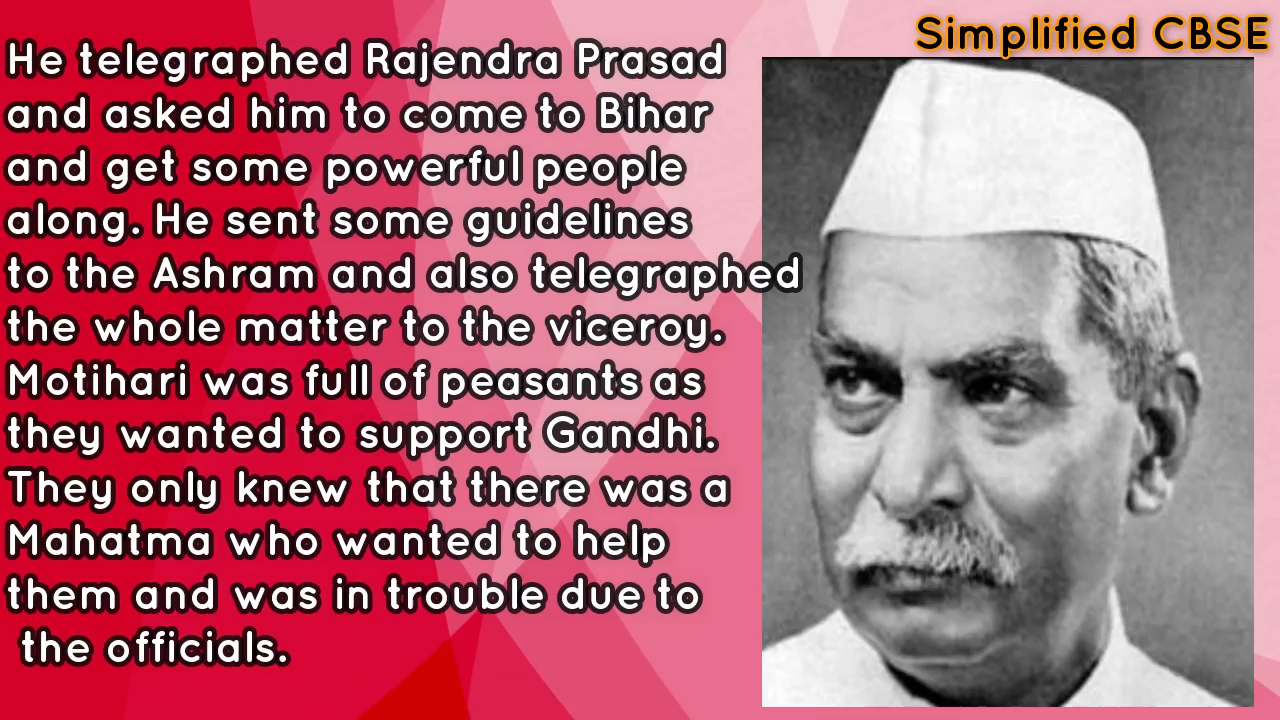 Simplified CBSE
He telegraphed Rajendra Prasad
and asked him to come to Bihar
and get some powerful people
along. He sent some guidelines
to the Ashram and also telegraphed
the whole matter to the viceroy.
Motihari was full of peasants as
they wanted to support Gandhi.
They only knew that there was a
Mahatma who wanted to help
them and was in trouble due to
the officials.